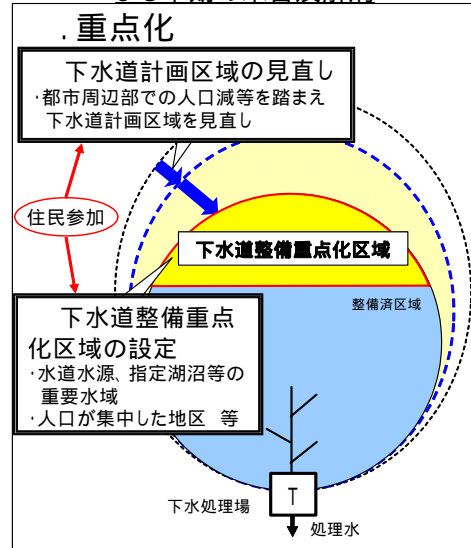 ．重点化
下水道計画区域の見直し
・都市周辺部での人口減等を踏まえ
下水道計画区域を見直し
住民参加
下水道整備重点化区域
整備済区域
下水道整備重点
化区域の設定
・水道水源、指定湖沼等の
重要水域
・人口が集中した地区　等
下水処理場
T
処理水